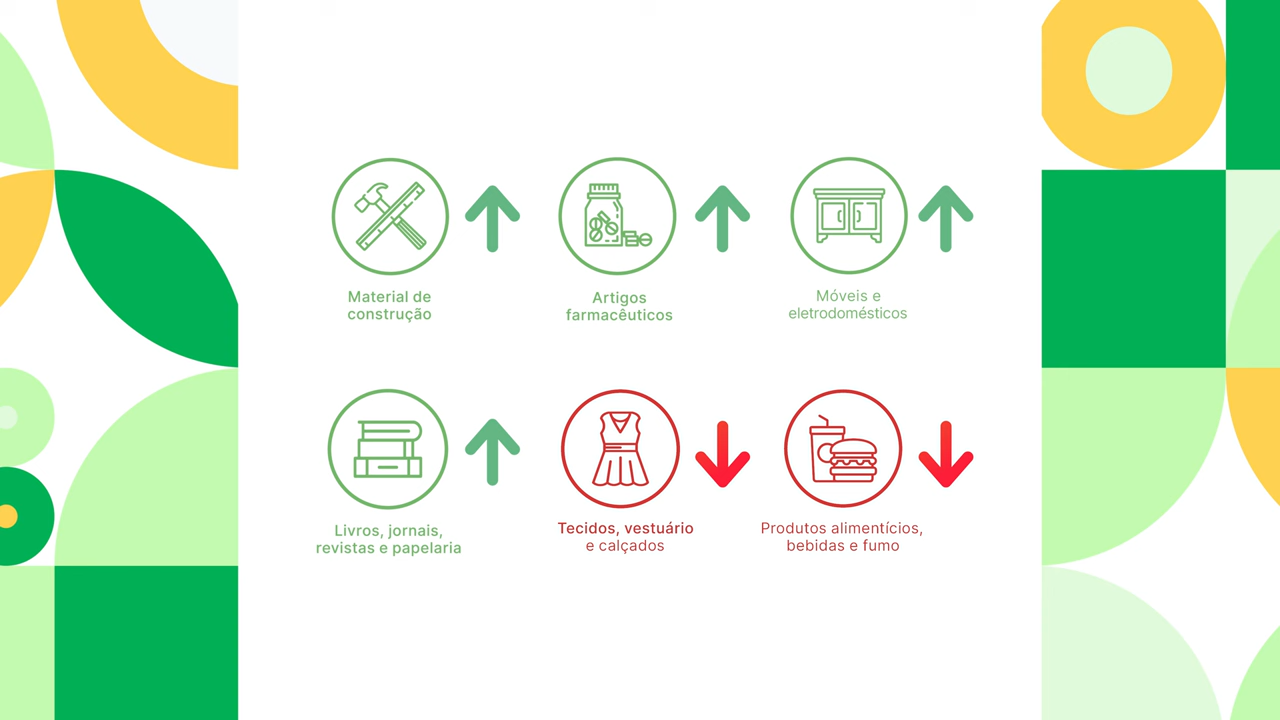 Material de
construção
Artigos
farmacêuticos
Móveis e
eletrodomésticos
Livros, jornais,
revistas e papelaria
Tecidos, vestuário
e calçados
Produtos alimentícios,
bebidas e fumo